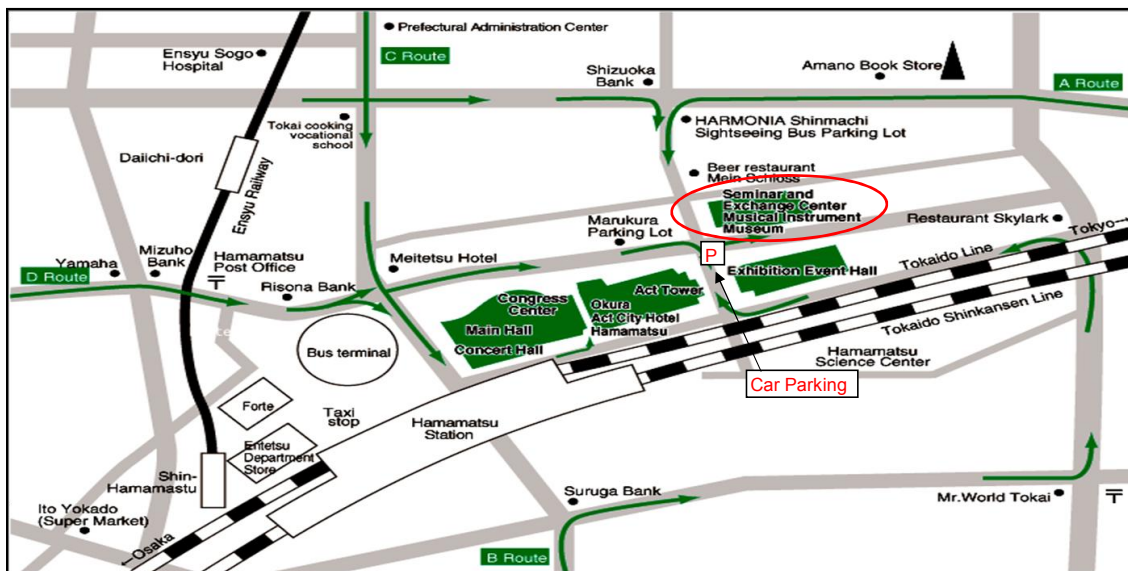 Prefectural Administration Center
Ensyu Sogo
Hospital
C Route
Shizuoka
Bank
Amano Book Store
A Route
Tokai cooking
vocational
school
HARMONIA Shinmachi
Sightseeing Bus Parking Lot
Daiichi-dori
Ensyu Railway
Beer restaurant
Mein Schloss
Seminar and
Exchange Center
Musical Instrument
Museum
Marukura
Parking Lot
Restaurant Skylark
Tokyo
Mizuho
Bank
Yamaha
Hamamatsu
Post Office
〒
Meitetsu Hotel
P
Tokaido Line
D Route
Risona Bank
Exhibition Event Hall
Act Tower
Congress
Center
Okura
Act City Hotel
Hamamatsu
Main Hall
Concert Hall
Tokaido Shinkansen Line
Bus terminal
Hamamatsu
Science Center
Car Parking
Forte
Taxi
stop
Hamamatsu
Station
Entetsu
Department
Store
Shin-
Hamamastu
Suruga Bank
Mr.World Tokai
〒
Ito Yokado
(Super Market)
Osaka
B Route